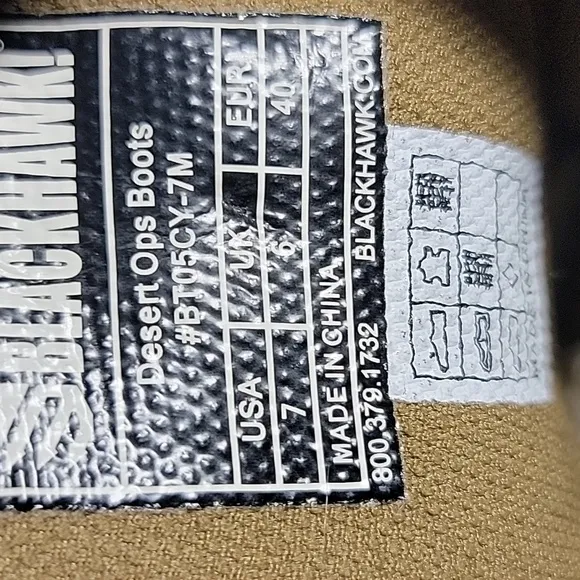 BLACKHAWK!®
Desert Ops Boots
#BT05CY-7M
USA UK EUR
7 6 40
• MADE IN CHINA
800.379.1732 BLACKHAWK.COM